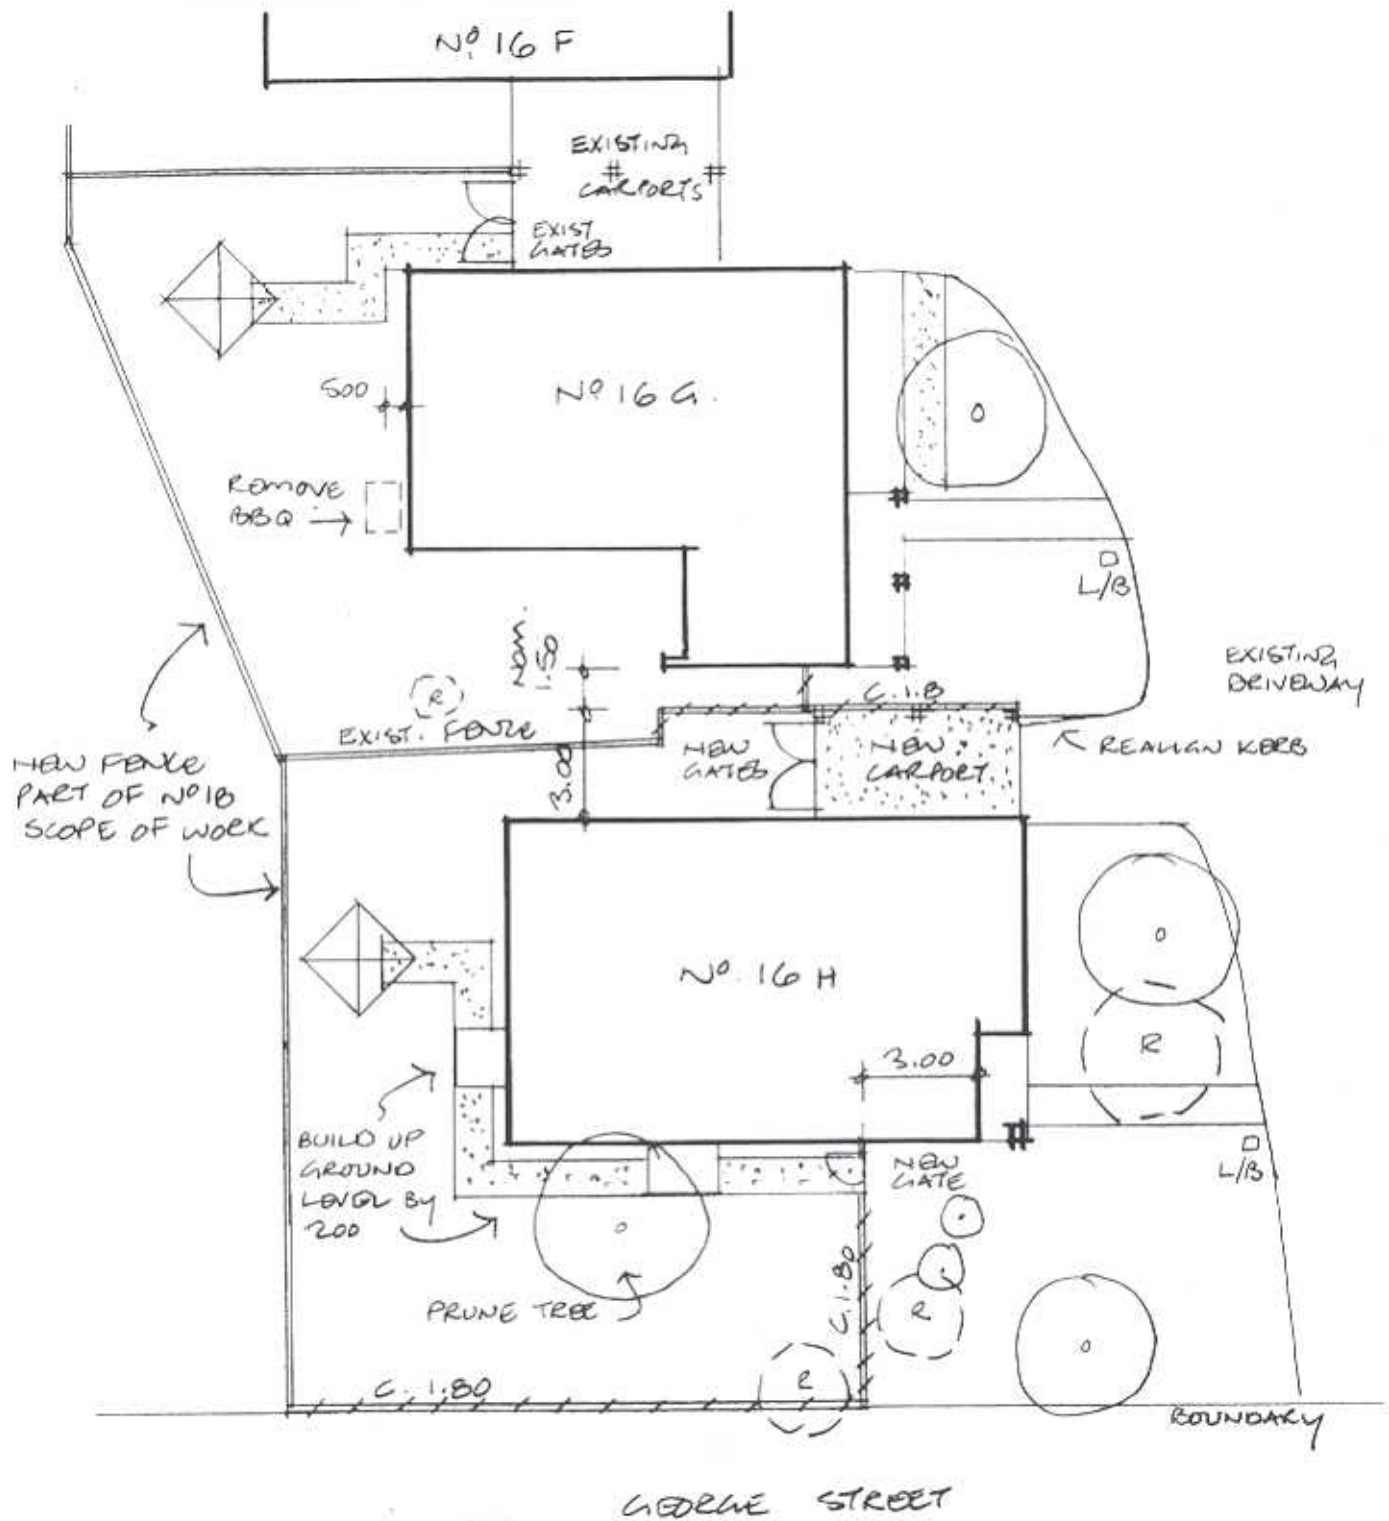 Nº 16 F
EXISTING
CARPORTS
EXIST
GATES
500
Nº 16 G.
REMOVE
BBQ
L/B
1.50
EXISTING
DRIVEWAY
R
C. 1.8
EXIST. FENCE
NEW
GATES
NEW
CARPORT.
REALIGN KERB
NEW FENCE
PART OF Nº18
SCOPE OF WORK
3.00
Nº. 16 H
R
3.00
BUILD UP
GROUND
LEVEL BY
200
NEW
GATE
L/B
PRUNE TREE
C. 1.80
R
R
C. 1.80
BOUNDARY
GEORGE STREET